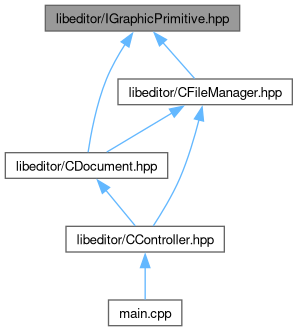 libeditor/IGraphicPrimitive.hpp
libeditor/CFileManager.hpp
libeditor/CDocument.hpp
libeditor/CController.hpp
main.cpp